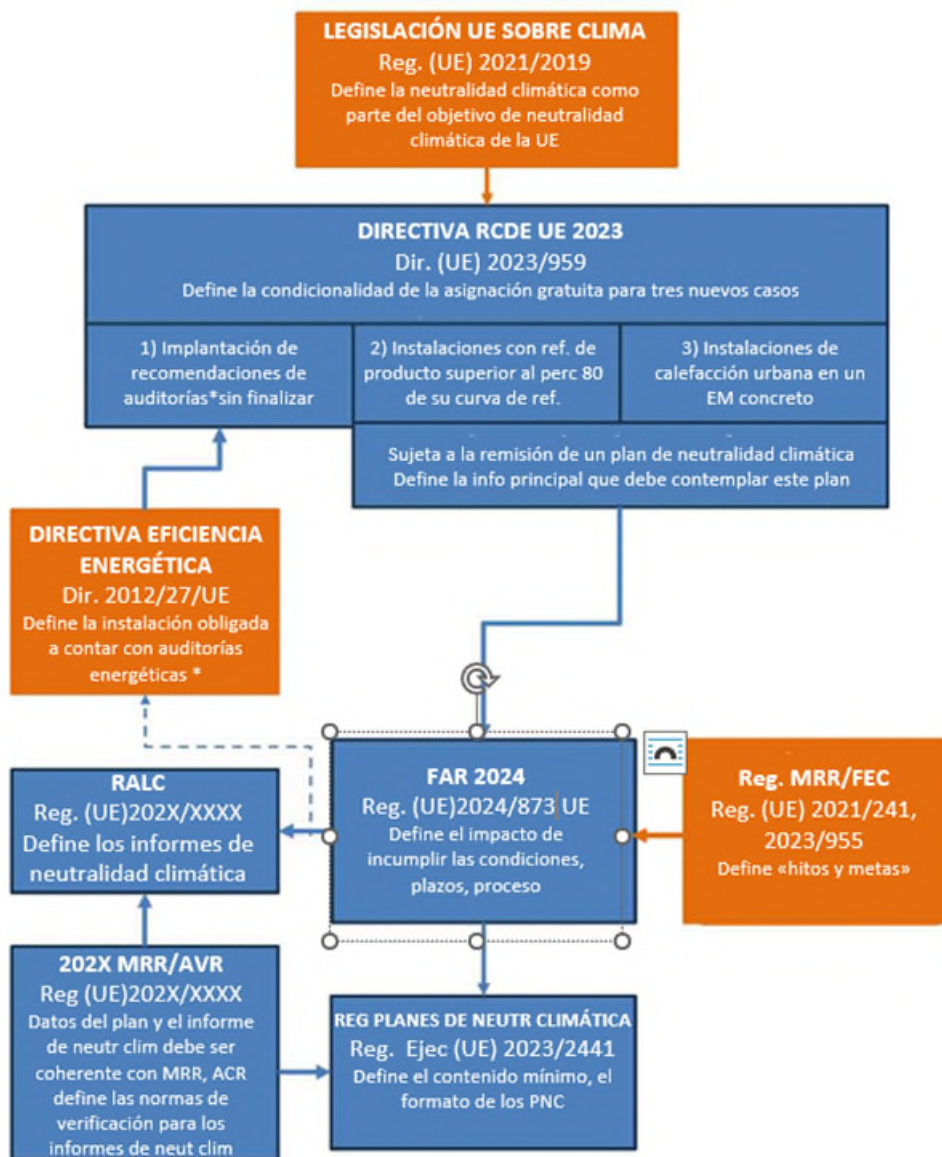 LEGISLACIÓN UE SOBRE CLIMA
Reg. (UE) 2021/2019
Define la neutralidad climática como
parte del objetivo de neutralidad
climática de la UE
DIRECTIVA RCDE UE 2023
Dir. (UE) 2023/959
Define la condicionalidad de la asignación gratuita para tres nuevos casos
1) Implantación de
recomendaciones de
auditorías*sin finalizar
2) Instalaciones con ref. de
producto superior al perc 80
de su curva de ref.
3) Instalaciones de
calefacción urbana en un
EM concreto
Sujeta a la remisión de un plan de neutralidad climática
Define la info principal que debe contemplar este plan
DIRECTIVA EFICIENCIA
ENERGÉTICA
Dir. 2012/27/UE
Define la instalación obligada
a contar con auditorías
energéticas *
RALC
Reg. (UE)202X/XXXX
Define los informes de
neutralidad climática
FAR 2024
Reg. (UE)2024/873 UE
Define el impacto de
incumplir las condiciones,
plazos, proceso
Reg. MRR/FEC
Reg. (UE) 2021/241,
2023/955
Define «hitos y metas»
202X MRR/AVR
Reg (UE)202X/XXXX
Datos del plan y el informe
de neutr clim debe ser
coherente con MRR, ACR
define las normas de
verificación para los
informes de neut clim
REG PLANES DE NEUTR CLIMÁTICA
Reg. Ejec (UE) 2023/2441
Define el contenido mínimo, el
formato de los PNC